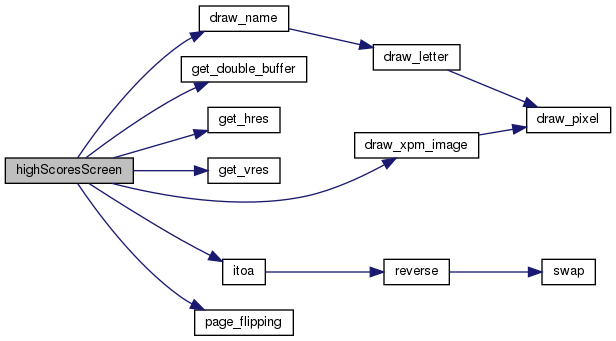 draw_name
draw_letter
get_double_buffer
get_hres
draw_pixel
draw_xpm_image
highScoresScreen
get_vres
itoa
reverse
swap
page_flipping